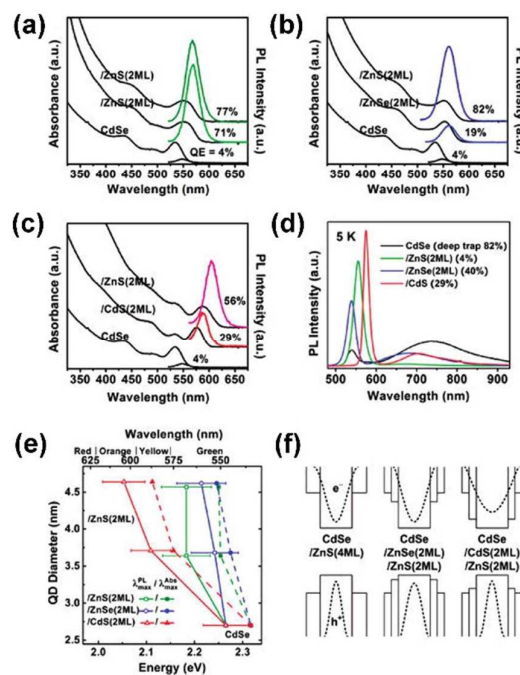 (a)
Absorbance (a.u.)
PL Intensity (a.u.)
/ZnS(2ML)
/ZnS(2ML)
CdSe
77%
71%
QE = 4%
350 400 450 500 550 600 650
Wavelength (nm)
(b)
Absorbance (a.u.)
PL Intensity (a.u.)
/ZnS(2ML)
/ZnSe(2ML)
CdSe
82%
19%
4%
350 400 450 500 550 600 650
Wavelength (nm)
(c)
Absorbance (a.u.)
PL Intensity (a.u.)
/ZnS(2ML)
/CdS(2ML)
CdSe
56%
29%
4%
350 400 450 500 550 600 650
Wavelength (nm)
(d)
PL Intensity (a.u.)
5 K
CdSe (deep trap 82%)
/ZnS(2ML) (4%)
/ZnSe(2ML) (40%)
/CdS (29%)
500 600 700 800 900
Wavelength (nm)
(e)
Wavelength (nm)
625 600 575 550
Red | Orange | Yellow | Green
QD Diameter (nm)
4.5
4.0
3.5
3.0
2.5
/ZnS(2ML)
λPLmax / λAbsmax
/ZnS(2ML)
/ZnSe(2ML)
/CdS(2ML)
CdSe
2.0 2.1 2.2 2.3
Energy (eV)
(f)
e⁻
CdSe CdSe CdSe
/ZnS(4ML) /ZnSe(2ML) /CdS(2ML)
/ZnS(2ML) /ZnS(2ML)
h⁺